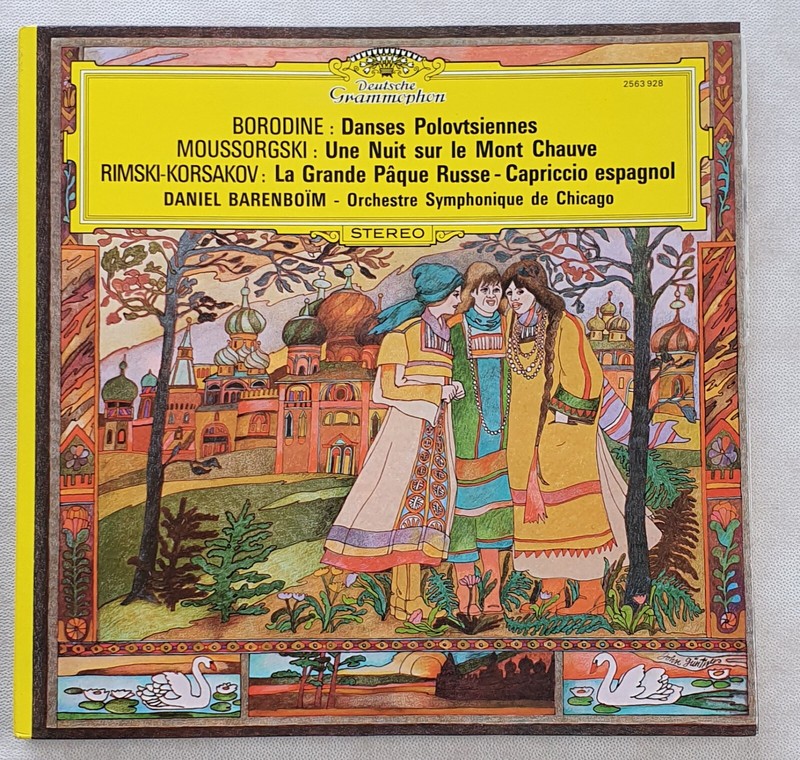 Deutsche
Grammophon
2563 928
BORODINE : Danses Polovtsiennes
MOUSSORGSKI : Une Nuit sur le Mont Chauve
RIMSKI-KORSAKOV : La Grande Pâque Russe - Capriccio espagnol
DANIEL BARENBOÏM - Orchestre Symphonique de Chicago
STEREO